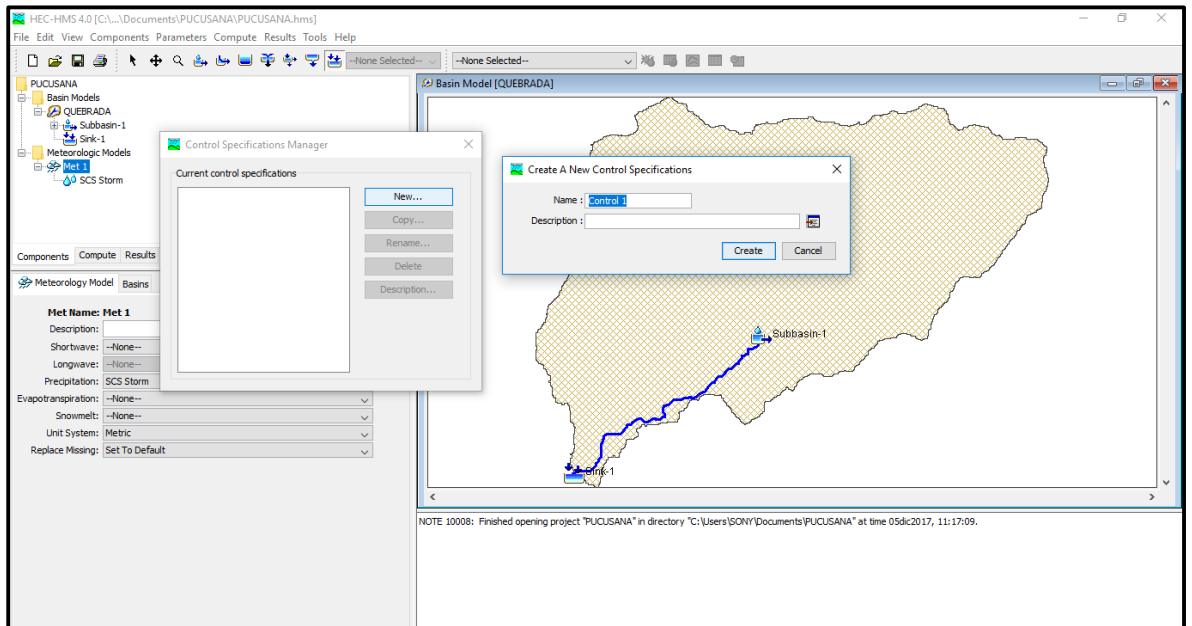 HEC-HMS 4.0 [C:\...\Documents\PUCUSANA\PUCUSANA.hms]
File Edit View Components Parameters Compute Results Tools Help
--None Selected--
--None Selected--
PUCUSANA
Basin Models
QUEBRADA
Subbasin-1
Sink-1
Meteorologic Models
Met 1
SCS Storm
Components Compute Results
Meteorology Model Basins
Met Name: Met 1
Description:
Shortwave: --None--
Longwave: --None--
Precipitation: SCS Storm
Evapotranspiration: --None--
Snowmelt: --None--
Unit System: Metric
Replace Missing: Set To Default
Control Specifications Manager
Current control specifications
New...
Copy...
Rename...
Delete
Description...
Basin Model [QUEBRADA]
Create A New Control Specifications
Name : Control 1
Description :
Create Cancel
Subbasin-1
Sink-1
NOTE 10008: Finished opening project "PUCUSANA" in directory "C:\Users\SONY\Documents\PUCUSANA" at time 05dic2017, 11:17:09.